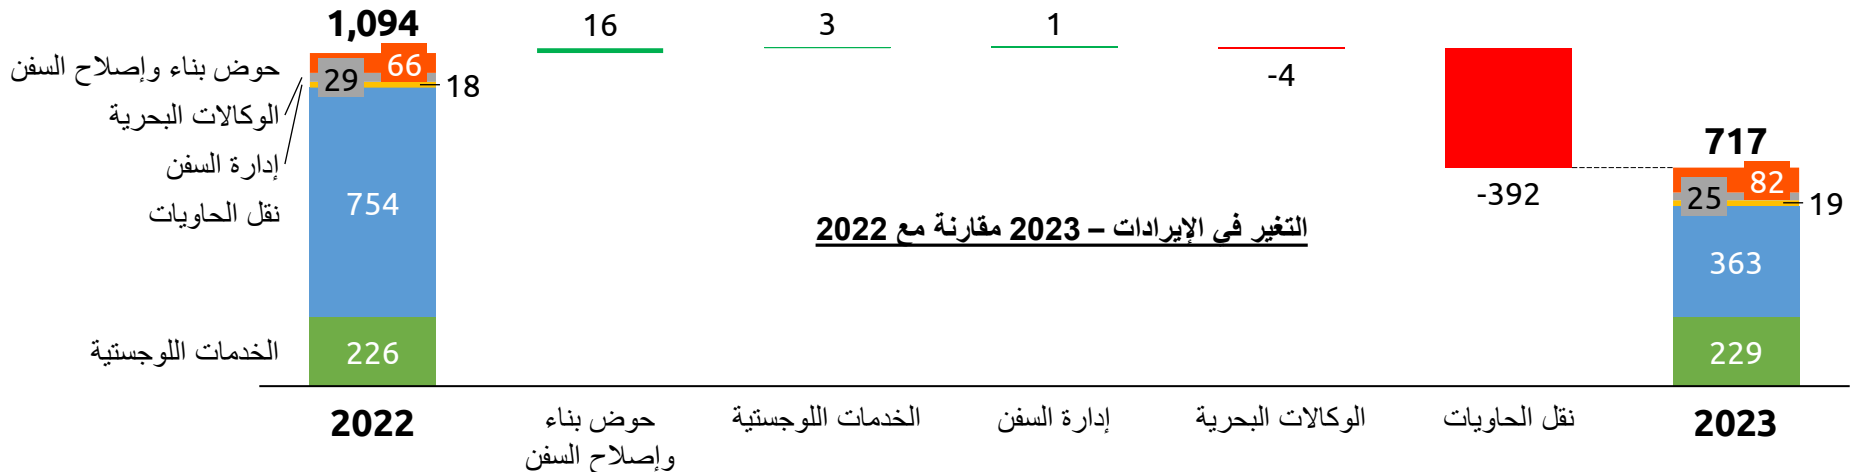 1,094
16
3
1
حوض بناء وإصلاح السفن
66
29
18
-4
الوكالات البحرية
717
إدارة السفن
82
25
19
-392
نقل الحاويات
754
التغير في الإيرادات – 2023 مقارنة مع 2022
363
الخدمات اللوجستية
226
229
2022
حوض بناء
وإصلاح السفن
الخدمات اللوجستية
إدارة السفن
الوكالات البحرية
نقل الحاويات
2023